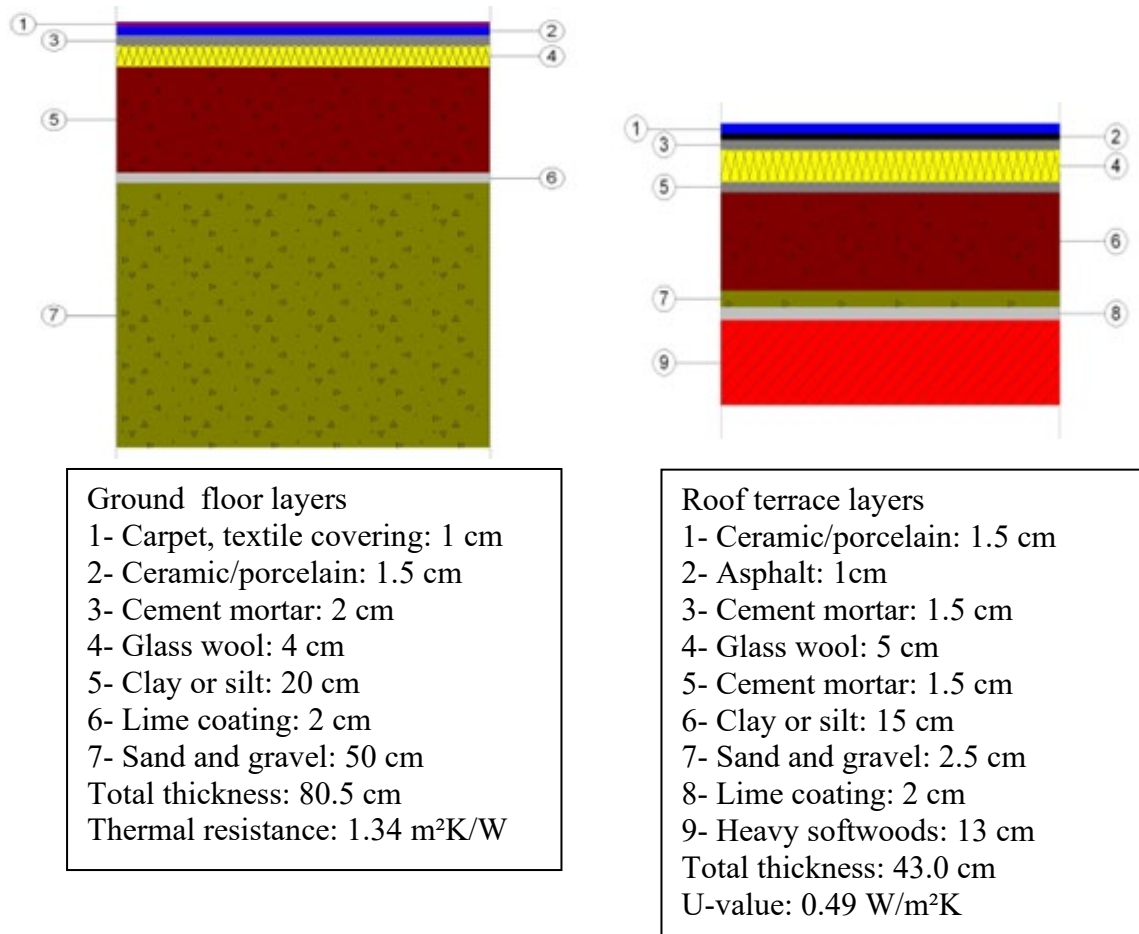 1
2
3
4
5
6
7
1
2
3
4
5
6
7
8
9
Ground floor layers
1- Carpet, textile covering: 1 cm
2- Ceramic/porcelain: 1.5 cm
3- Cement mortar: 2 cm
4- Glass wool: 4 cm
5- Clay or silt: 20 cm
6- Lime coating: 2 cm
7- Sand and gravel: 50 cm
Total thickness: 80.5 cm
Thermal resistance: 1.34 m²K/W
Roof terrace layers
1- Ceramic/porcelain: 1.5 cm
2- Asphalt: 1cm
3- Cement mortar: 1.5 cm
4- Glass wool: 5 cm
5- Cement mortar: 1.5 cm
6- Clay or silt: 15 cm
7- Sand and gravel: 2.5 cm
8- Lime coating: 2 cm
9- Heavy softwoods: 13 cm
Total thickness: 43.0 cm
U-value: 0.49 W/m²K